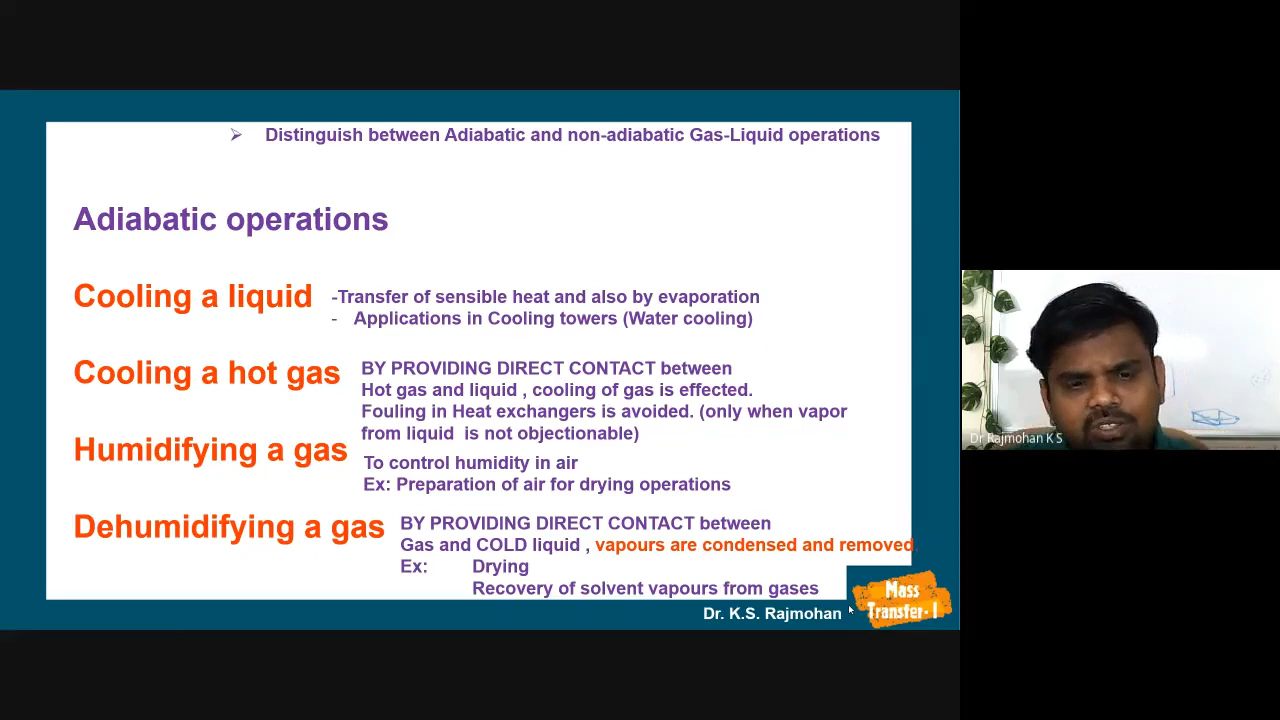 ➢ Distinguish between Adiabatic and non-adiabatic Gas-Liquid operations
Adiabatic operations
Cooling a liquid
-Transfer of sensible heat and also by evaporation
- Applications in Cooling towers (Water cooling)
Cooling a hot gas
BY PROVIDING DIRECT CONTACT between
Hot gas and liquid , cooling of gas is effected.
Fouling in Heat exchangers is avoided. (only when vapor
from liquid is not objectionable)
Humidifying a gas
To control humidity in air
Ex: Preparation of air for drying operations
Dehumidifying a gas
BY PROVIDING DIRECT CONTACT between
Gas and COLD liquid , vapours are condensed and removed.
Ex: Drying
Recovery of solvent vapours from gases
Dr. K.S. Rajmohan
Mass
Transfer-1
Dr Rajmohan K S